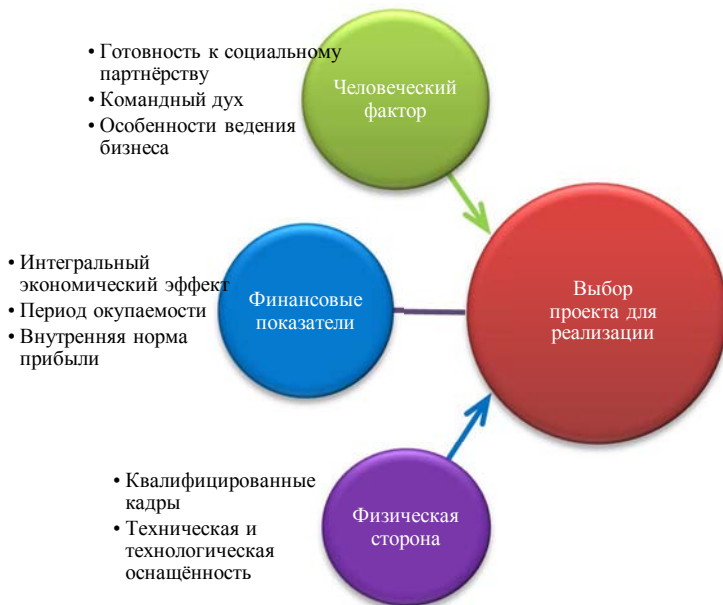 • Готовность к социальному
партнёрству
• Командный дух
• Особенности ведения
бизнеса
Человеческий
фактор
• Интегральный
экономический эффект
• Период окупаемости
• Внутренняя норма
прибыли
Финансовые
показатели
Выбор
проекта для
реализации
• Квалифицированные
кадры
• Техническая и
технологическая
оснащённость
Физическая
сторона